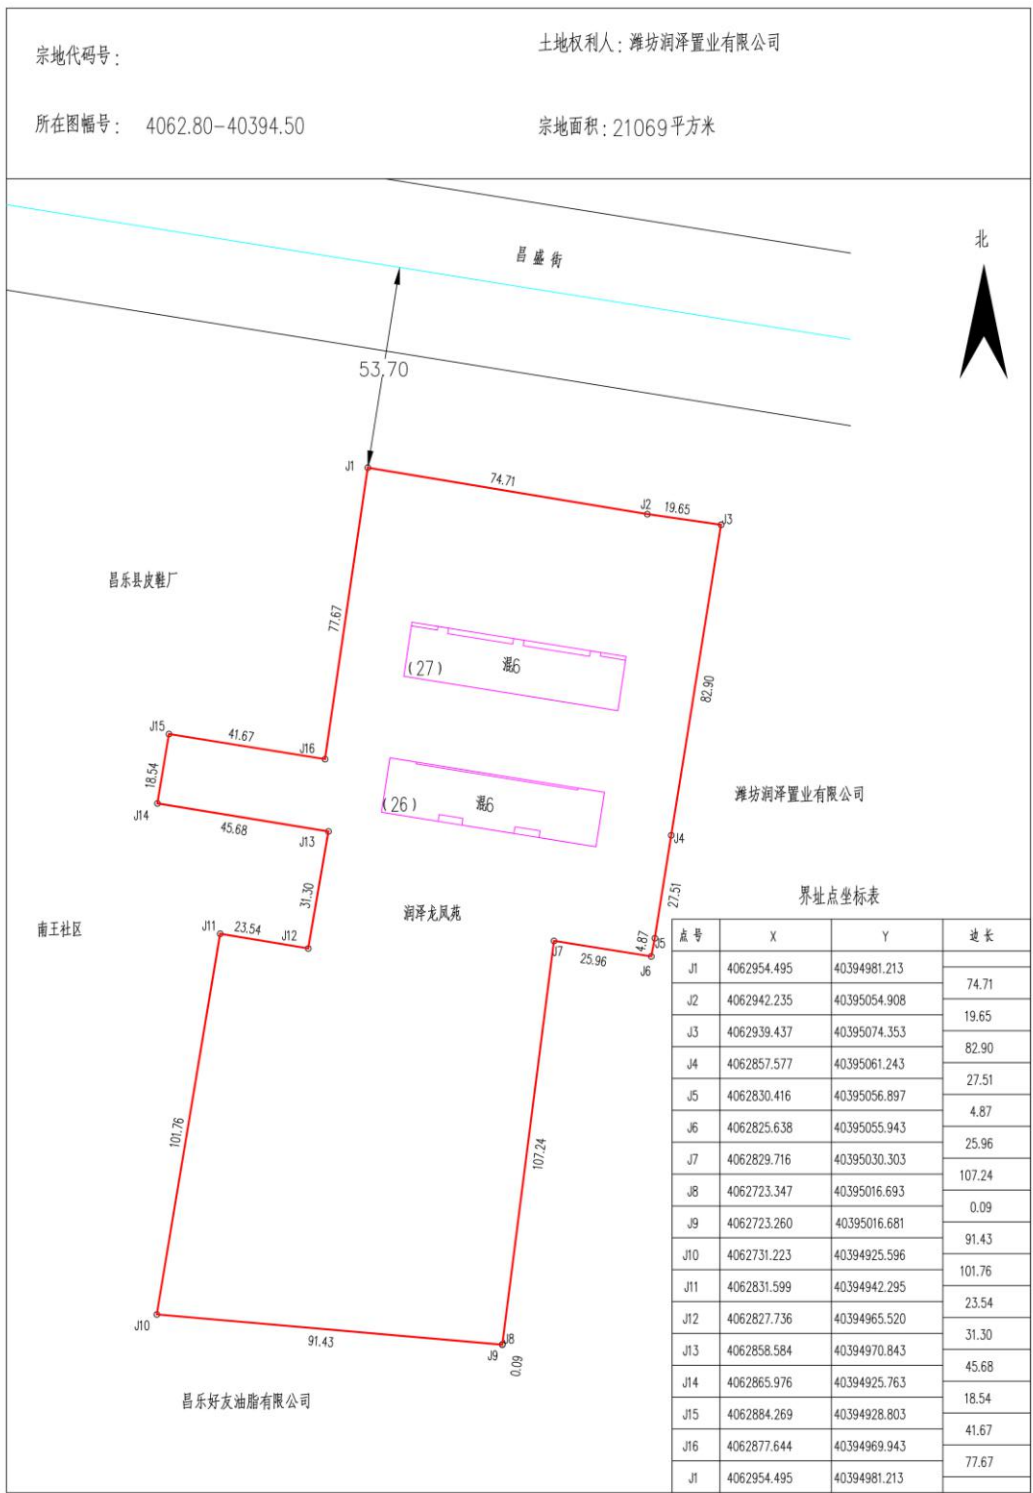 宗地代码号：
土地权利人：潍坊润泽置业有限公司
所在图幅号： 4062.80-40394.50
宗地面积：21069平方米
昌盛街
北
53.70
J1
74.71
J2
19.65
J3
昌乐县皮鞋厂
77.67
(27)
混6
82.90
J15
41.67
J16
18.54
(26)
混6
潍坊润泽置业有限公司
J14
45.68
J13
J4
31.30
27.51
润泽龙凤苑
南王社区
J11
23.54
J12
J7
25.96
4.87
J5
J6
101.76
107.24
J10
91.43
J8
J9
0.09
昌乐好友油脂有限公司
界址点坐标表
点号 X Y 边长
J1 4062954.495 40394981.213
74.71
J2 4062942.235 40395054.908
19.65
J3 4062939.437 40395074.353
82.90
J4 4062857.577 40395061.243
27.51
J5 4062830.416 40395056.897
4.87
J6 4062825.638 40395055.943
25.96
J7 4062829.716 40395030.303
107.24
J8 4062723.347 40395016.693
0.09
J9 4062723.260 40395016.681
91.43
J10 4062731.223 40394925.596
101.76
J11 4062831.599 40394942.295
23.54
J12 4062827.736 40394965.520
31.30
J13 4062858.584 40394970.843
45.68
J14 4062865.976 40394925.763
18.54
J15 4062884.269 40394928.803
41.67
J16 4062877.644 40394969.943
77.67
J1 4062954.495 40394981.213